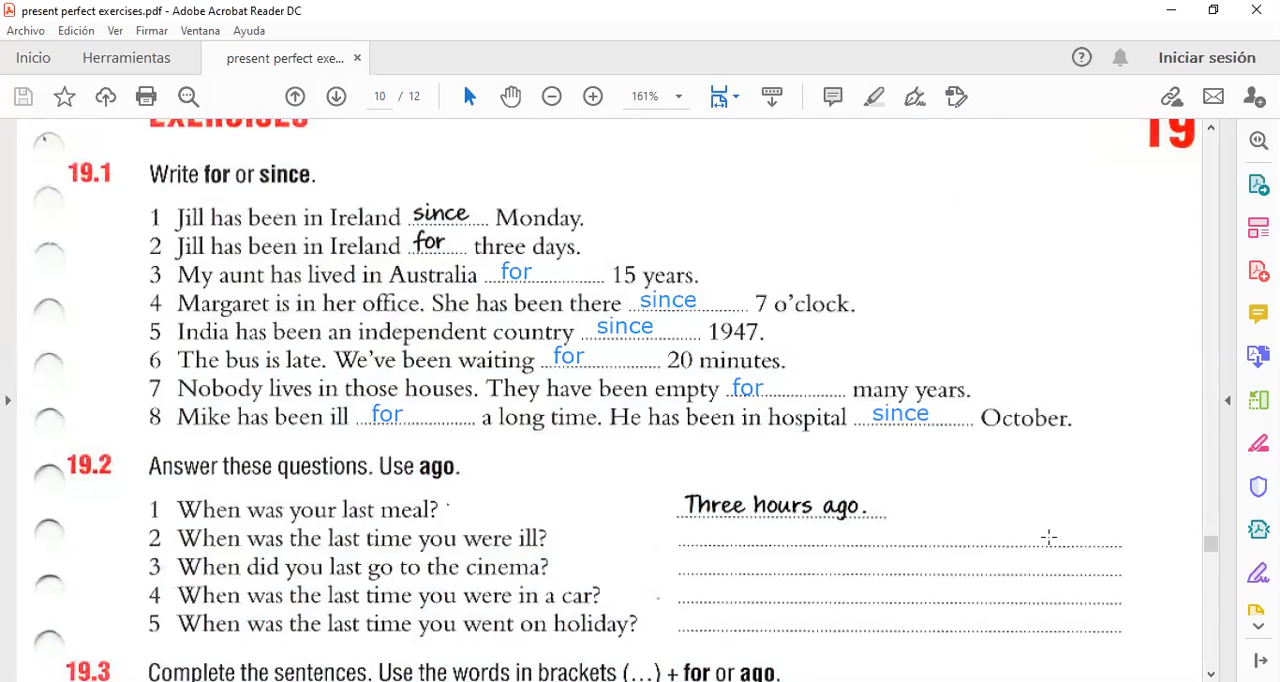 present perfect exercises.pdf - Adobe Acrobat Reader DC
Archivo Edición Ver Firmar Ventana Ayuda
Inicio Herramientas present perfect exe... × Iniciar sesión
10 / 12 161%
EXERCISES 19
19.1 Write for or since.
1 Jill has been in Ireland since Monday.
2 Jill has been in Ireland for three days.
3 My aunt has lived in Australia for 15 years.
4 Margaret is in her office. She has been there since 7 o'clock.
5 India has been an independent country since 1947.
6 The bus is late. We've been waiting for 20 minutes.
7 Nobody lives in those houses. They have been empty for many years.
8 Mike has been ill for a long time. He has been in hospital since October.
19.2 Answer these questions. Use ago.
1 When was your last meal? Three hours ago.
2 When was the last time you were ill?
3 When did you last go to the cinema?
4 When was the last time you were in a car?
5 When was the last time you went on holiday?
19.3 Complete the sentences. Use the words in brackets (...) + for or ago.